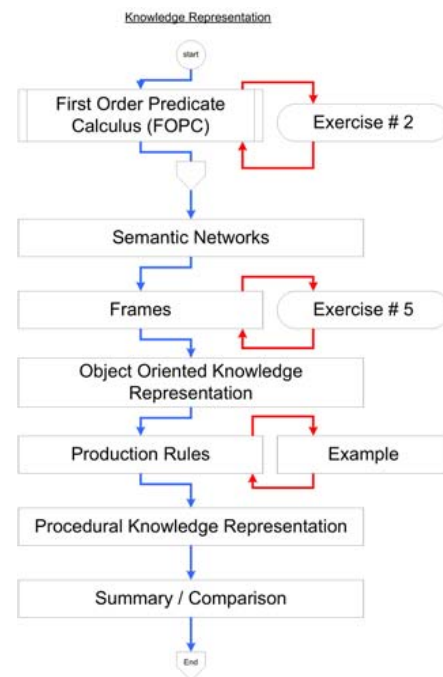 Knowledge Representation
start
First Order Predicate
Calculus (FOPC)
Exercise # 2
Semantic Networks
Frames
Exercise # 5
Object Oriented Knowledge
Representation
Production Rules
Example
Procedural Knowledge Representation
Summary / Comparison
End